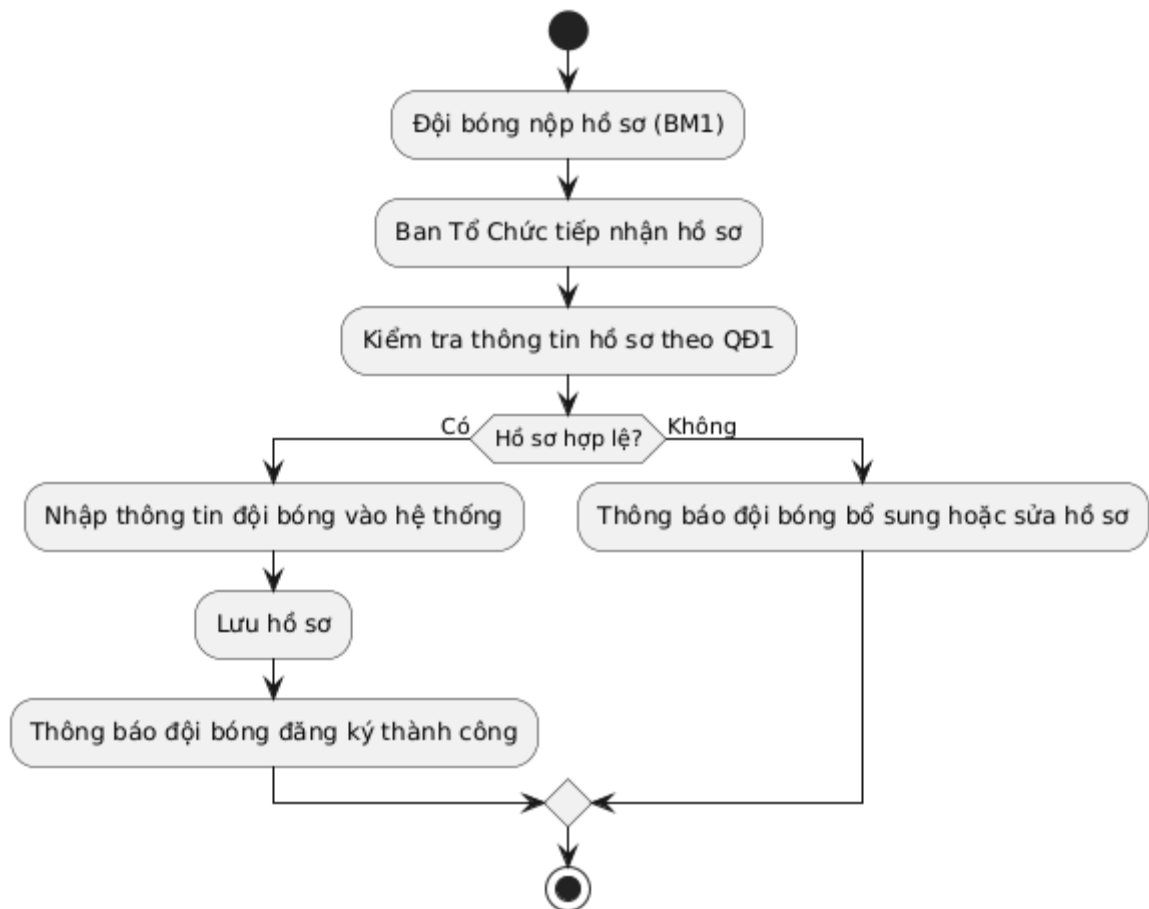 Đội bóng nộp hồ sơ (BM1)
Ban Tổ Chức tiếp nhận hồ sơ
Kiểm tra thông tin hồ sơ theo QĐ1
Hồ sơ hợp lệ?
Có
Không
Nhập thông tin đội bóng vào hệ thống
Thông báo đội bóng bổ sung hoặc sửa hồ sơ
Lưu hồ sơ
Thông báo đội bóng đăng ký thành công